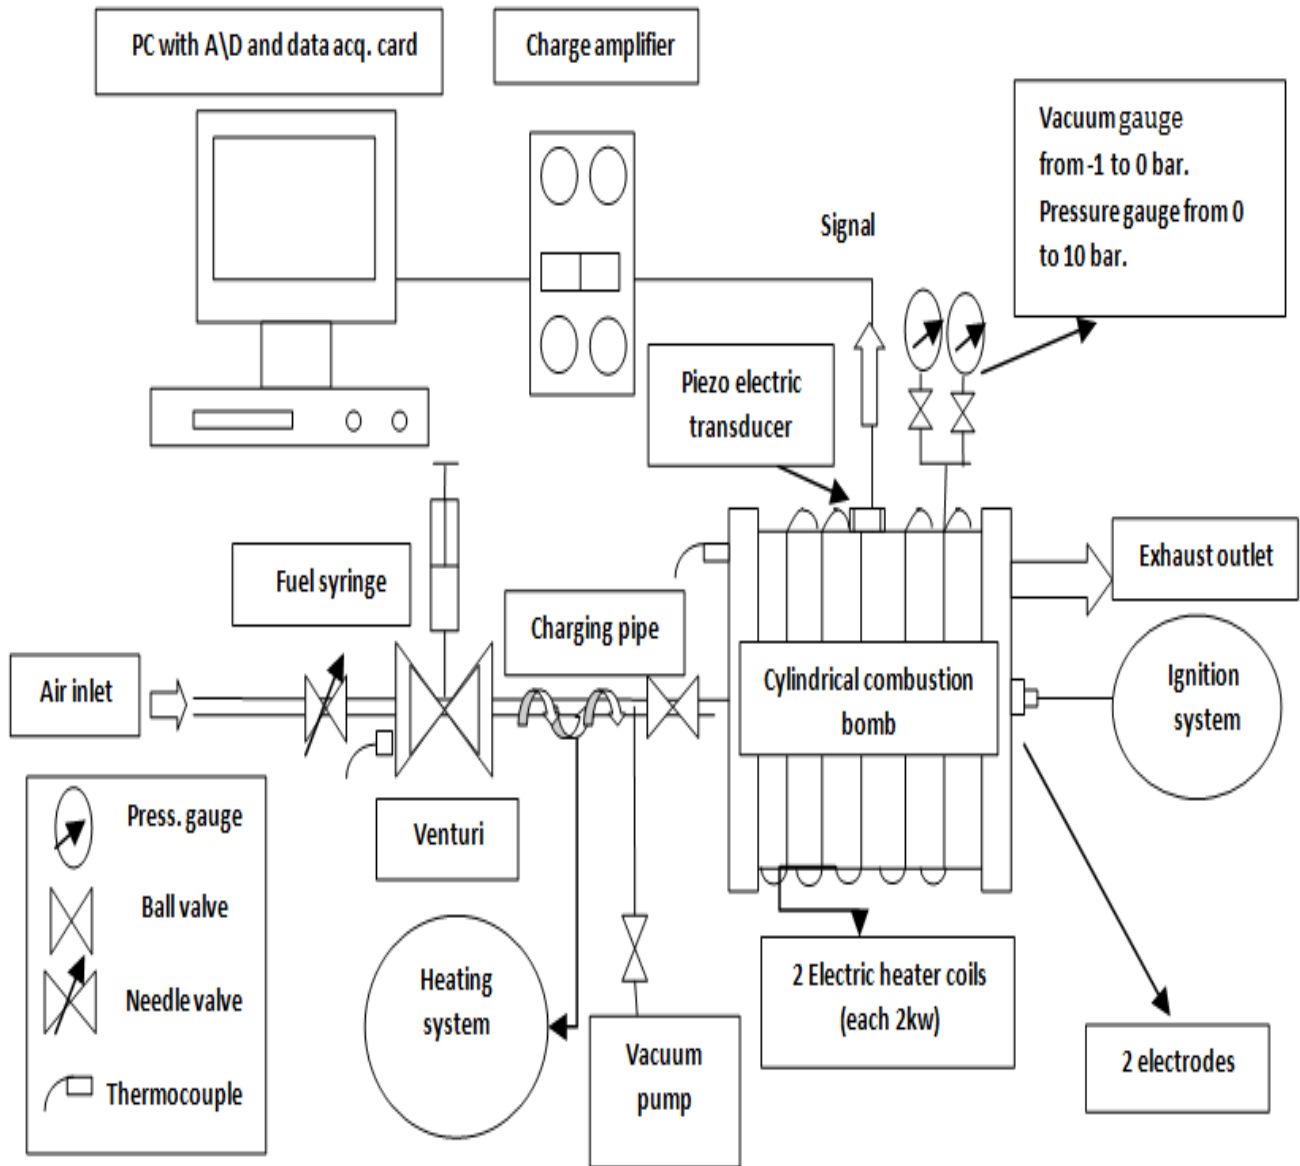 PC with A\D and data acq. card
Charge amplifier
Vacuum gauge
from -1 to 0 bar.
Pressure gauge from 0
to 10 bar.
Signal
Piezo electric
transducer
Fuel syringe
Exhaust outlet
Charging pipe
Air inlet
Cylindrical combustion
bomb
Ignition
system
Venturi
Press. gauge
Ball valve
Needle valve
Thermocouple
Heating
system
2 Electric heater coils
(each 2kw)
Vacuum
pump
2 electrodes